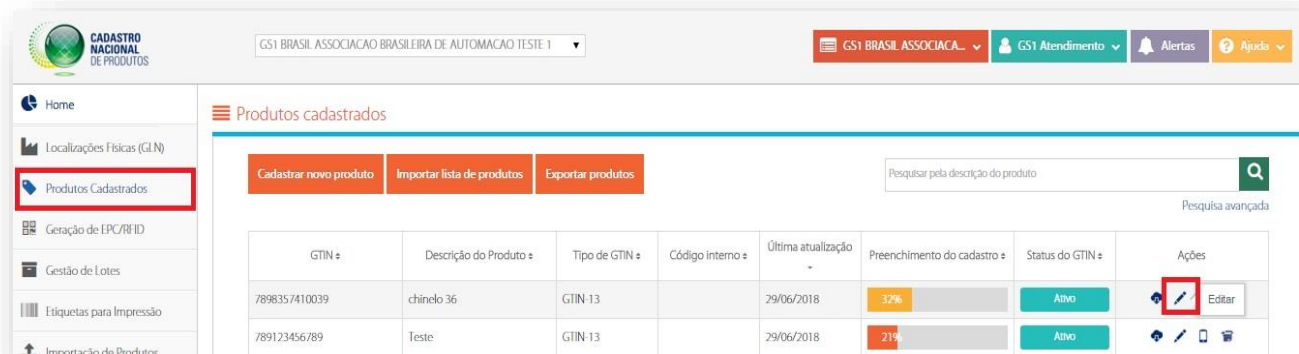 CADASTRO
NACIONAL
DE PRODUTOS
GS1 BRASIL ASSOCIACAO BRASILEIRA DE AUTOMACAO TESTE 1
GS1 BRASIL ASSOCIACA...
GS1 Atendimento
Alertas
Ajuda
Home
Localizações Físicas (GLN)
Produtos Cadastrados
Geração de EPC/RFID
Gestão de Lotes
Etiquetas para Impressão
Importação de Produtos
Produtos cadastrados
Cadastrar novo produto Importar lista de produtos Exportar produtos
Pesquisar pela descrição do produto
Pesquisa avançada
GTIN Descrição do Produto Tipo de GTIN Código interno Última atualização Preenchimento do cadastro Status do GTIN Ações
7898357410039 chinelo 36 GTIN-13 29/06/2018 32% Ativo Editar
789123456789 Teste GTIN-13 29/06/2018 21% Ativo